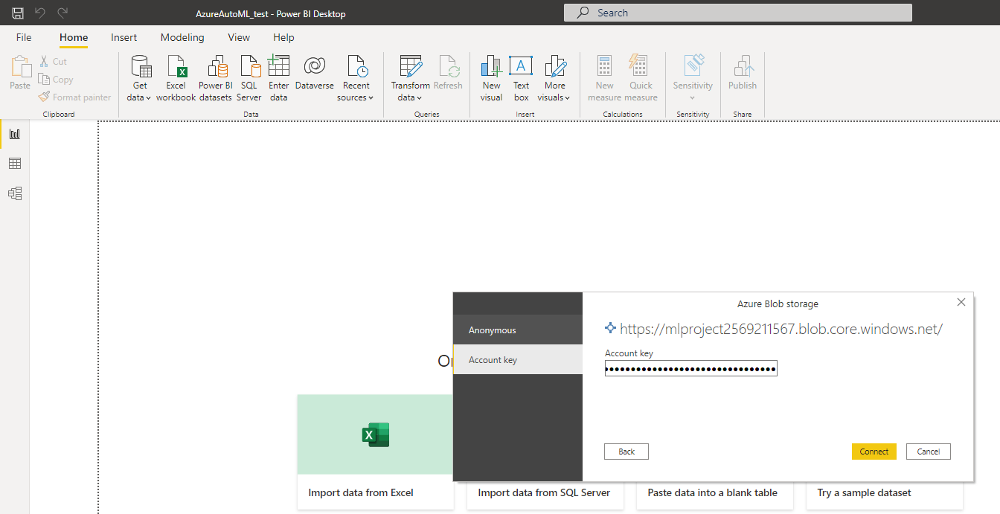 AzureAutoML_test - Power BI Desktop
Search
File Home Insert Modeling View Help
Paste
Cut
Copy
Format painter
Clipboard
Get data
Excel workbook
Power BI datasets
SQL Server
Enter data
Dataverse
Recent sources
Data
Transform data
Refresh
Queries
New visual
Text box
More visuals
Insert
New measure
Quick measure
Calculations
Sensitivity
Sensitivity
Publish
Share
Azure Blob storage
Anonymous
Account key
https://mlproject2569211567.blob.core.windows.net/
Account key
Back
Connect
Cancel
Import data from Excel
Import data from SQL Server
Paste data into a blank table
Try a sample dataset